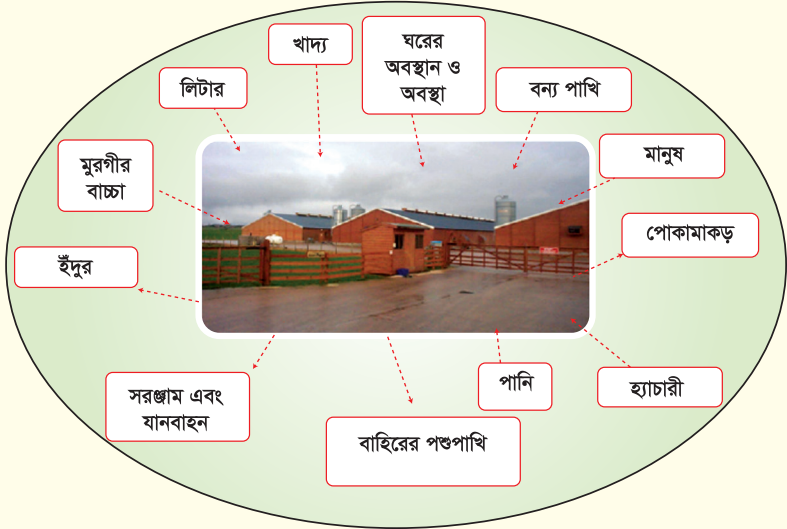 খাদ্য
ঘরের
অবস্থান ও
অবস্থা
লিটার
বন্য পাখি
মুরগীর
বাচ্চা
মানুষ
পোকামাকড়
ইঁদুর
সরঞ্জাম এবং
যানবাহন
বাহিরের পশুপাখি
পানি
হ্যাচারী